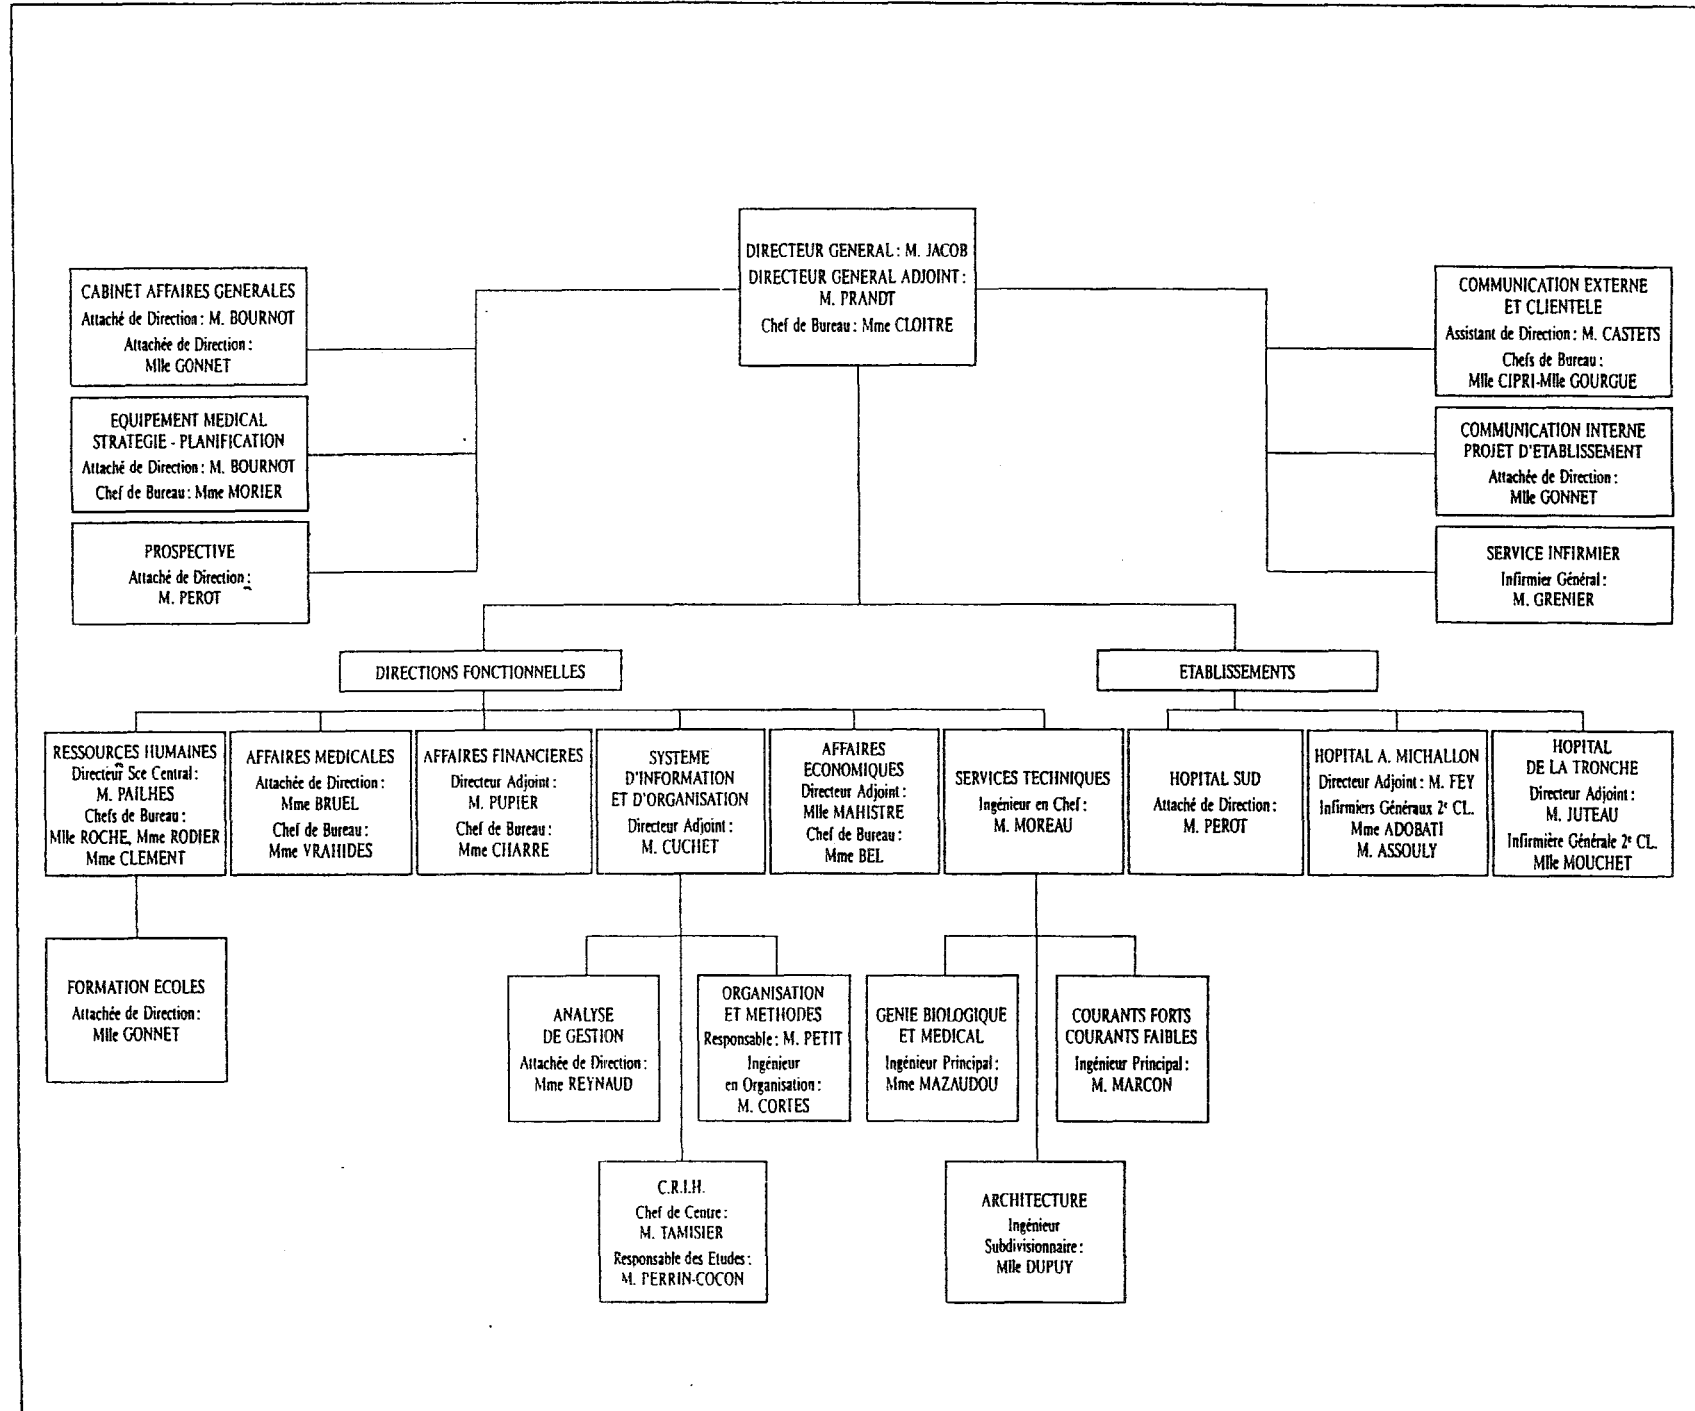 DIRECTEUR GENERAL : M. JACOB
DIRECTEUR GENERAL ADJOINT :
M. PRANDT
Chef de Bureau : Mme CLOITRE
CABINET AFFAIRES GENERALES
Attaché de Direction : M. BOURNOT
Attachée de Direction :
Mlle GONNET
EQUIPEMENT MEDICAL
STRATEGIE - PLANIFICATION
Attaché de Direction : M. BOURNOT
Chef de Bureau : Mme MORIER
PROSPECTIVE
Attaché de Direction :
M. PEROT
COMMUNICATION EXTERNE
ET CLIENTELE
Assistant de Direction : M. CASTETS
Chefs de Bureau :
Mlle CIPRI-Mlle GOURGUE
COMMUNICATION INTERNE
PROJET D'ETABLISSEMENT
Attachée de Direction :
Mlle GONNET
SERVICE INFIRMIER
Infirmier Général :
M. GRENIER
DIRECTIONS FONCTIONNELLES
ETABLISSEMENTS
RESSOURCES HUMAINES
Directeur Sce Central :
M. PAILHES
Chefs de Bureau :
Mlle ROCHE, Mme RODIER
Mme CLEMENT
AFFAIRES MEDICALES
Attachée de Direction :
Mme BRUEL
Chef de Bureau :
Mme VRAHIDES
AFFAIRES FINANCIERES
Directeur Adjoint :
M. PUPIER
Chef de Bureau :
Mme CHARRE
SYSTEME
D'INFORMATION
ET D'ORGANISATION
Directeur Adjoint :
M. CUCHET
AFFAIRES
ECONOMIQUES
Directeur Adjoint :
Mlle MAHISTRE
Chef de Bureau :
Mme BEL
SERVICES TECHNIQUES
Ingénieur en Chef :
M. MOREAU
HOPITAL SUD
Attaché de Direction :
M. PEROT
HOPITAL A. MICHALLON
Directeur Adjoint : M. FEY
Infirmiers Généraux 2e CL.
Mme ADOBATI
M. ASSOULY
HOPITAL
DE LA TRONCHE
Directeur Adjoint :
M. JUTEAU
Infirmière Générale 2e CL.
Mlle MOUCHET
FORMATION ECOLES
Attachée de Direction :
Mlle GONNET
ANALYSE
DE GESTION
Attachée de Direction :
Mme REYNAUD
ORGANISATION
ET METHODES
Responsable : M. PETIT
Ingénieur
en Organisation :
M. CORTES
GENIE BIOLOGIQUE
ET MEDICAL
Ingénieur Principal :
Mme MAZAUDOU
COURANTS FORTS
COURANTS FAIBLES
Ingénieur Principal :
M. MARCON
C.R.I.H.
Chef de Centre :
M. TAMISIER
Responsable des Etudes :
M. PERRIN-COCON
ARCHITECTURE
Ingénieur
Subdivisionnaire :
Mlle DUPUY